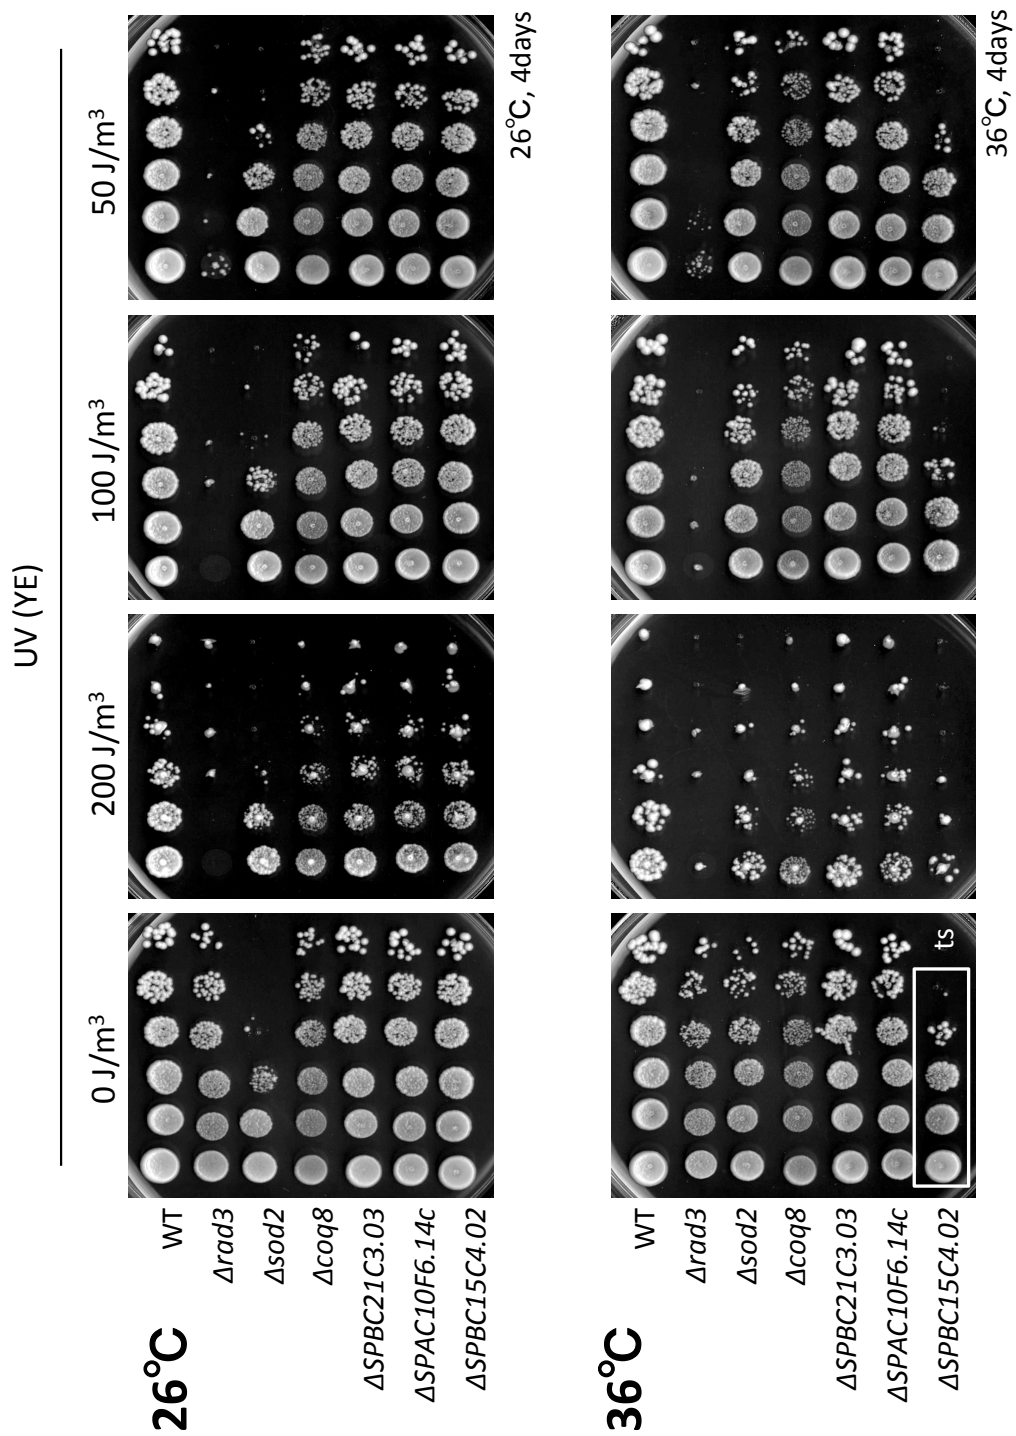 UV (YE)
0 J/m³
200 J/m³
100 J/m³
50 J/m³
26°C
WT
Δrad3
Δsod2
Δcoq8
ΔSPBC21C3.03
ΔSPAC10F6.14c
ΔSPBC15C4.02
26°C, 4days
36°C
WT
Δrad3
Δsod2
Δcoq8
ΔSPBC21C3.03
ΔSPAC10F6.14c
ΔSPBC15C4.02
ts
36°C, 4days